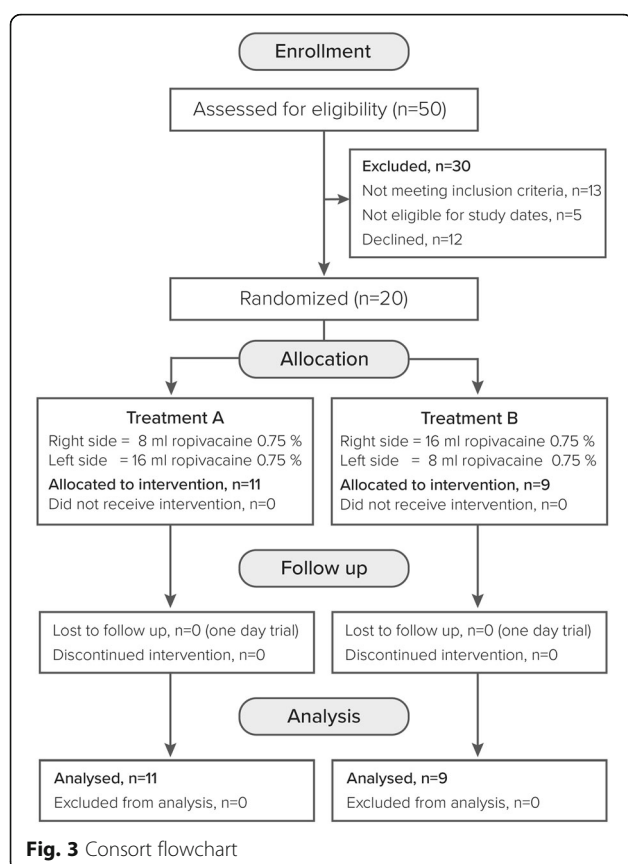 Enrollment
Assessed for eligibility (n=50)
Excluded, n=30
Not meeting inclusion criteria, n=13
Not eligible for study dates, n=5
Declined, n=12
Randomized (n=20)
Allocation
Treatment A
Right side = 8 ml ropivacaine 0.75 %
Left side = 16 ml ropivacaine 0.75 %
Allocated to intervention, n=11
Did not receive intervention, n=0
Treatment B
Right side = 16 ml ropivacaine 0.75 %
Left side = 8 ml ropivacaine 0.75 %
Allocated to intervention, n=9
Did not receive intervention, n=0
Follow up
Lost to follow up, n=0 (one day trial)
Discontinued intervention, n=0
Lost to follow up, n=0 (one day trial)
Discontinued intervention, n=0
Analysis
Analysed, n=11
Excluded from analysis, n=0
Analysed, n=9
Excluded from analysis, n=0
Fig. 3 Consort flowchart